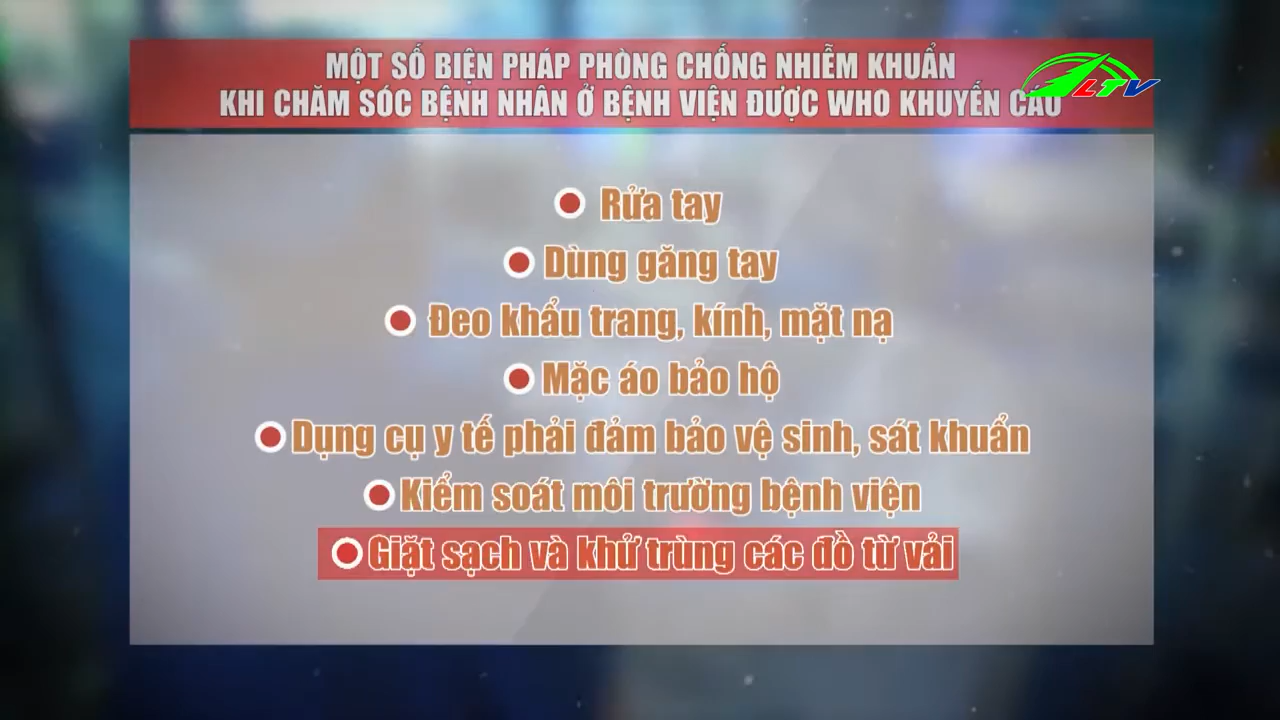 MỘT SỐ BIỆN PHÁP PHÒNG CHỐNG NHIỄM KHUẨN
KHI CHĂM SÓC BỆNH NHÂN Ở BỆNH VIỆN ĐƯỢC WHO KHUYẾN CÁO
LTV
Rửa tay
Dùng găng tay
Đeo khẩu trang, kính, mặt nạ
Mặc áo bảo hộ
Dụng cụ y tế phải đảm bảo vệ sinh, sát khuẩn
Kiểm soát môi trường bệnh viện
Giặt sạch và khử trùng các đồ từ vải